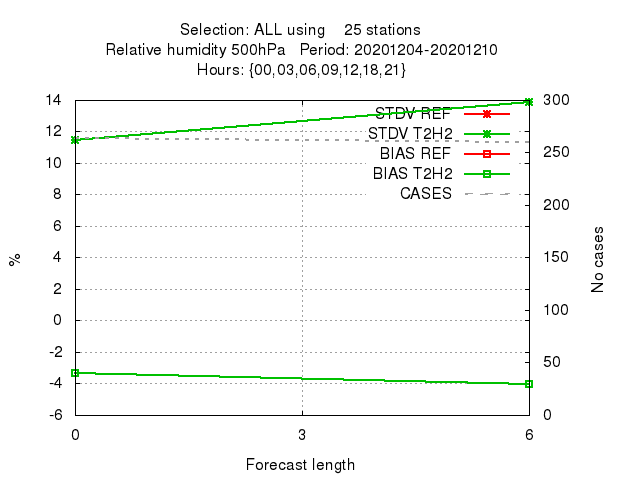 Selection: ALL using 25 stations
Relative humidity 500hPa Period: 20201204-20201210
Hours: {00,03,06,09,12,18,21}
14
12
10
8
6
4
2
0
-2
-4
-6
%
300
250
200
150
100
50
0
No cases
STDV REF
STDV T2H2
BIAS REF
BIAS T2H2
CASES
0 3 6
Forecast length